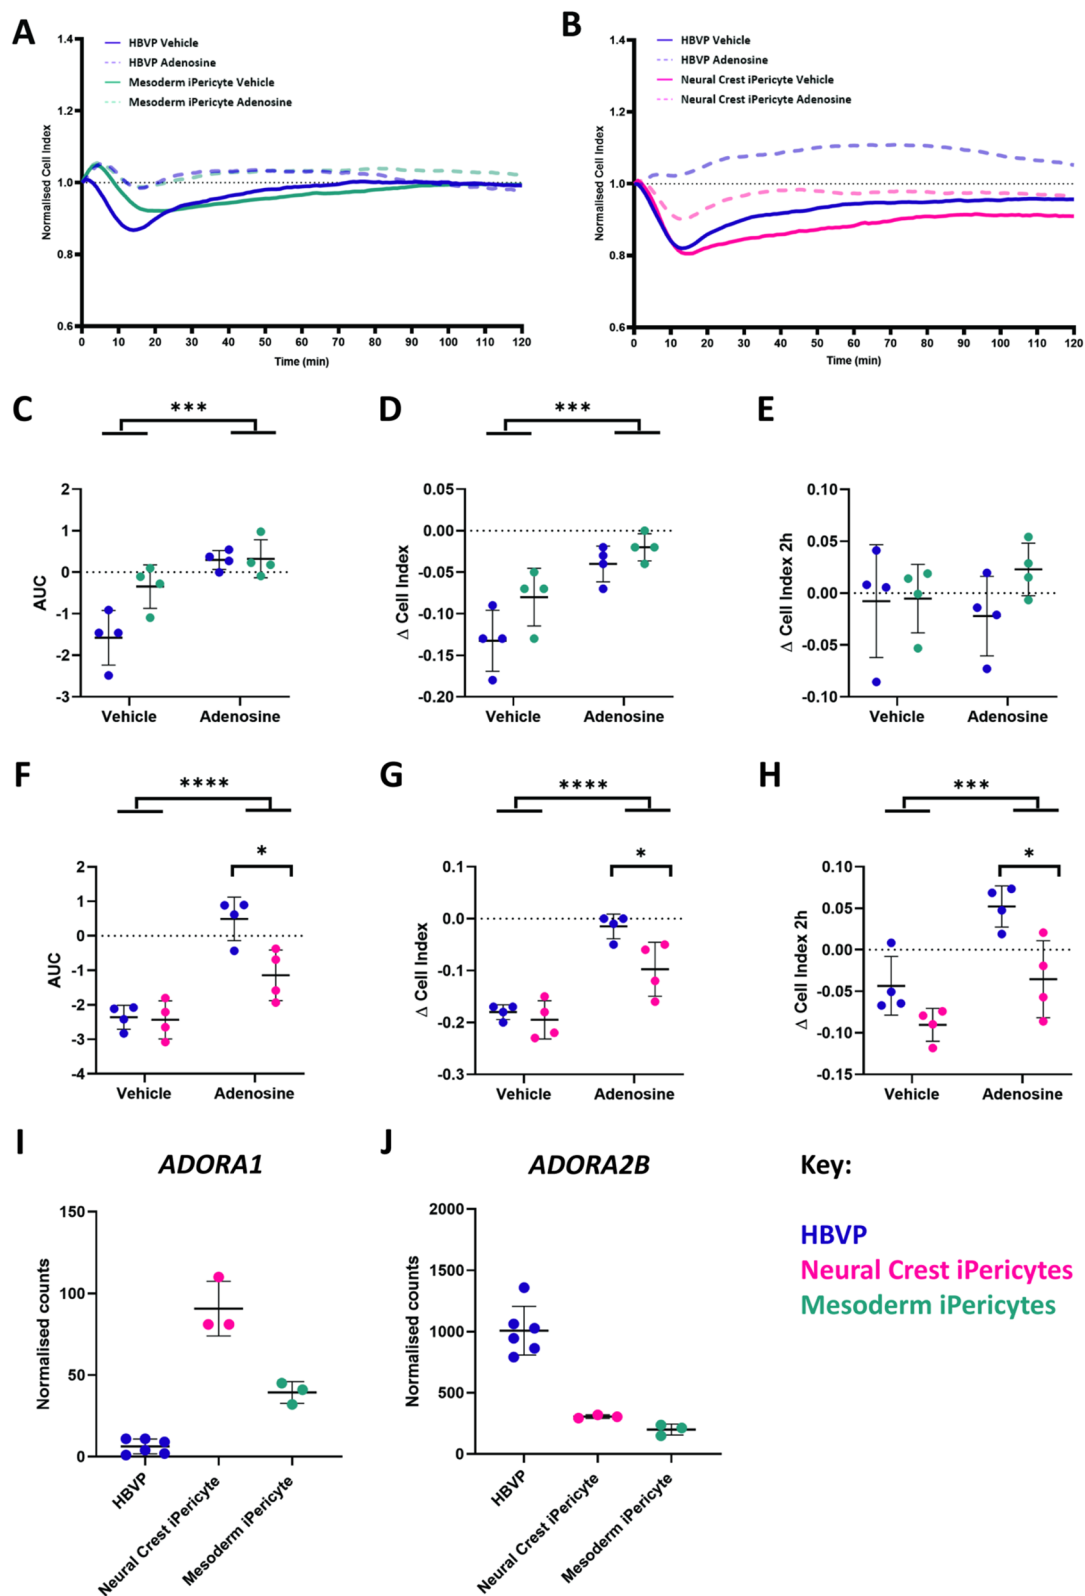 A
HBVP Vehicle
HBVP Adenosine
Mesoderm iPericyte Vehicle
Mesoderm iPericyte Adenosine
Normalised Cell Index
1.4
1.2
1.0
0.8
0.6
0 10 20 30 40 50 60 70 80 90 100 110 120
Time (min)
B
HBVP Vehicle
HBVP Adenosine
Neural Crest iPericyte Vehicle
Neural Crest iPericyte Adenosine
Normalised Cell Index
1.4
1.2
1.0
0.8
0.6
0 10 20 30 40 50 60 70 80 90 100 110 120
Time (min)
C
***
AUC
2
1
0
-1
-2
-3
Vehicle Adenosine
D
***
Δ Cell Index
0.05
0.00
-0.05
-0.10
-0.15
-0.20
Vehicle Adenosine
E
Δ Cell Index 2h
0.10
0.05
0.00
-0.05
-0.10
Vehicle Adenosine
F
****
*
AUC
2
1
0
-1
-2
-3
-4
Vehicle Adenosine
G
****
*
Δ Cell Index
0.1
0.0
-0.1
-0.2
-0.3
Vehicle Adenosine
H
***
*
Δ Cell Index 2h
0.10
0.05
0.00
-0.05
-0.10
-0.15
Vehicle Adenosine
I
ADORA1
Normalised counts
150
100
50
0
HBVP
Neural Crest iPericyte
Mesoderm iPericyte
J
ADORA2B
Normalised counts
2000
1500
1000
500
0
HBVP
Neural Crest iPericyte
Mesoderm iPericyte
Key:
HBVP
Neural Crest iPericytes
Mesoderm iPericytes